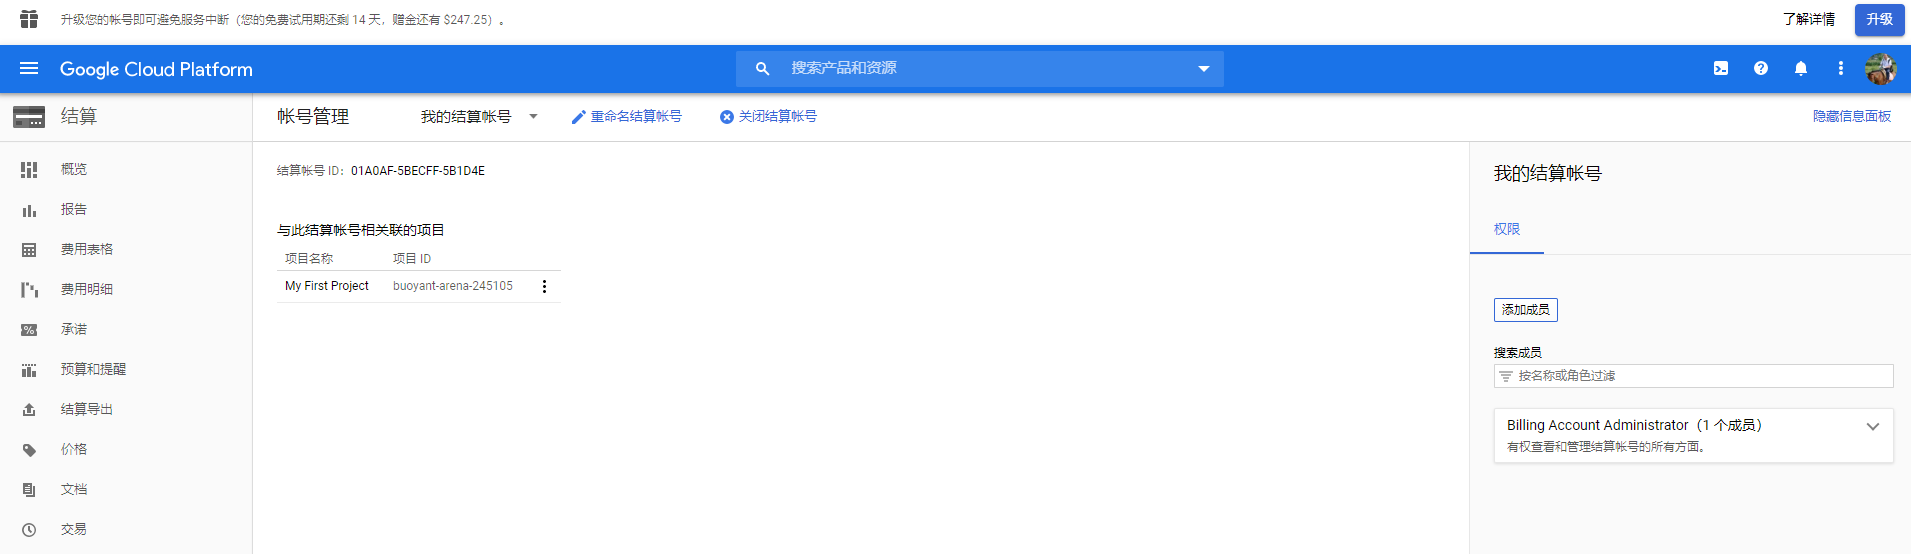 升级您的帐号即可避免服务中断（您的免费试用期还剩 14 天，赠金还有 $247.25）。
了解详情
升级
Google Cloud Platform
搜索产品和资源
结算
帐号管理
我的结算帐号
重命名结算帐号
关闭结算帐号
隐藏信息面板
概览
报告
费用表格
费用明细
承诺
预算和提醒
结算导出
价格
文档
交易
结算帐号 ID：01A0AF-5BECFF-5B1D4E
与此结算帐号相关联的项目
项目名称 项目 ID
My First Project buoyant-arena-245105
我的结算帐号
权限
添加成员
搜索成员
按名称或角色过滤
Billing Account Administrator（1 个成员）
有权查看和管理结算帐号的所有方面。